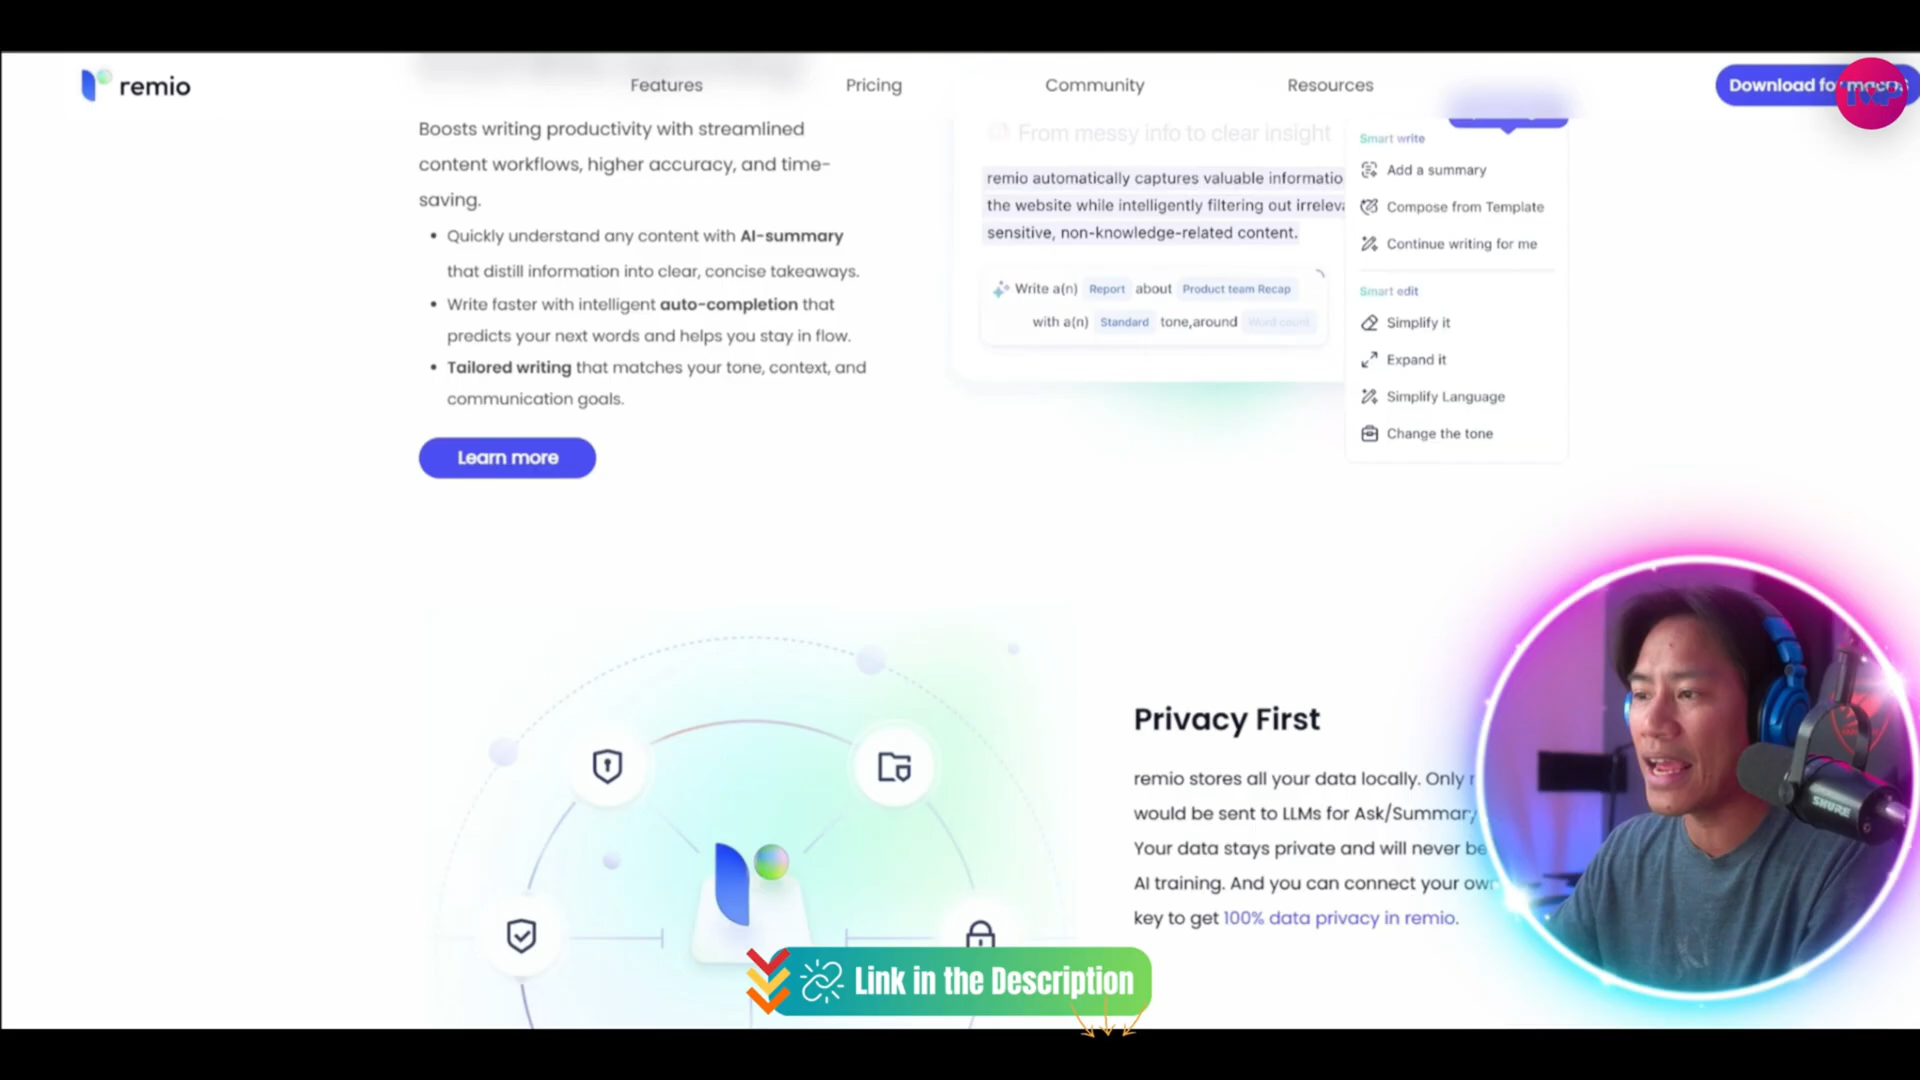 remio
Features
Pricing
Community
Resources
Download for macOS
TCP
Boosts writing productivity with streamlined
content workflows, higher accuracy, and time-
saving.
• Quickly understand any content with AI-summary
that distill information into clear, concise takeaways.
• Write faster with intelligent auto-completion that
predicts your next words and helps you stay in flow.
• Tailored writing that matches your tone, context, and
communication goals.
Learn more
From messy info to clear insight
remio automatically captures valuable informatio
the website while intelligently filtering out irreleva
sensitive, non-knowledge-related content.
Write a(n) Report about Product team Recap
with a(n) Standard tone,around Word count
Smart write
Add a summary
Compose from Template
Continue writing for me
Smart edit
Simplify it
Expand it
Simplify Language
Change the tone
Privacy First
remio stores all your data locally. Only
would be sent to LLMs for Ask/Summary
Your data stays private and will never be
AI training. And you can connect your own
key to get 100% data privacy in remio.
SHURE
Link in the Description